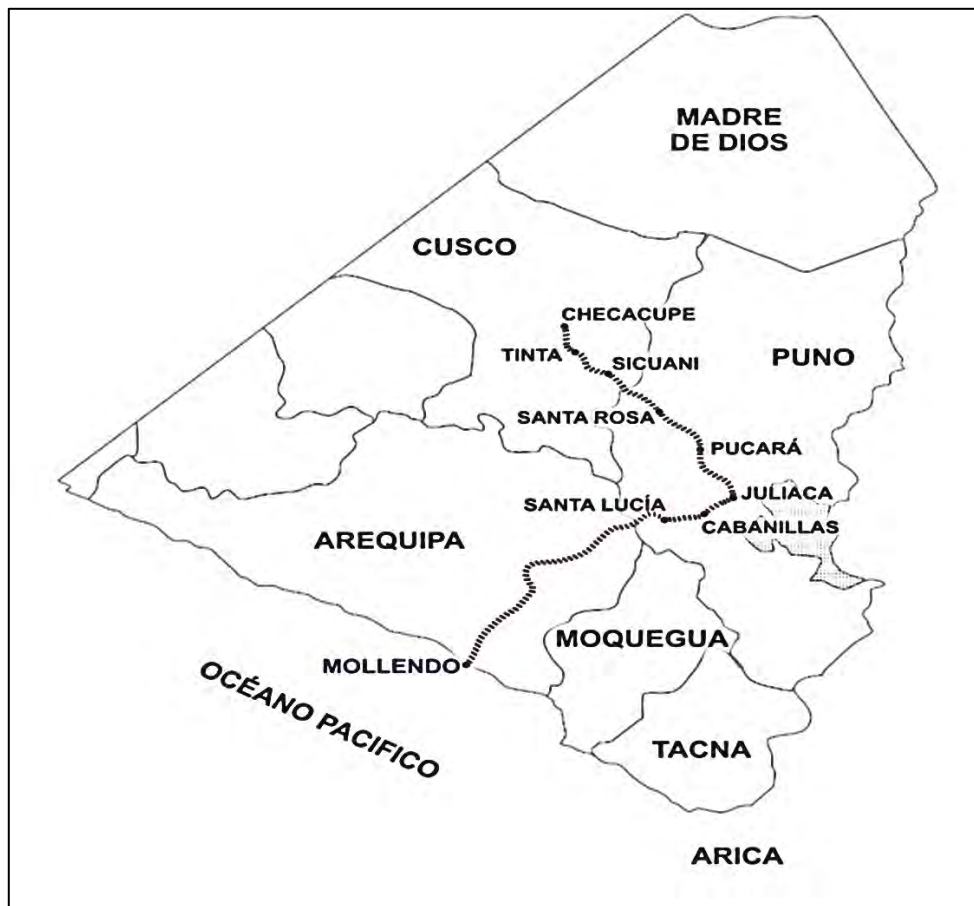 MADRE
DE DIOS
CUSCO
CHECACUPE
TINTA
SICUANI
PUNO
SANTA ROSA
PUCARÁ
SANTA LUCÍA
JULIACA
CABANILLAS
AREQUIPA
MOQUEGUA
MOLLENDO
OCÉANO PACIFICO
TACNA
ARICA